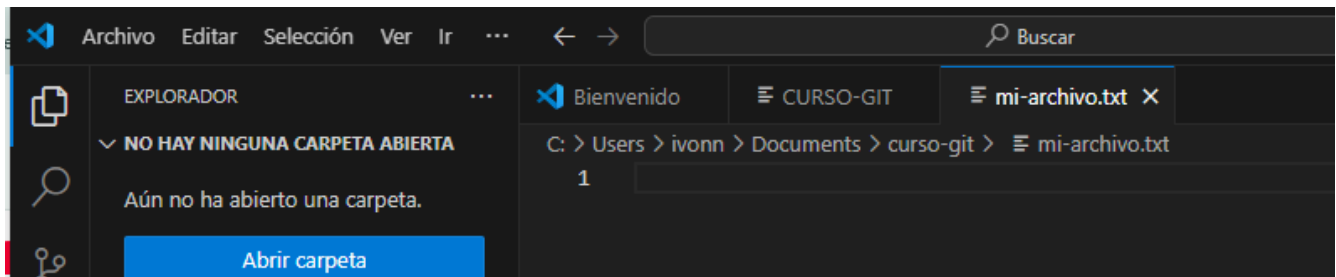 Archivo Editar Selección Ver Ir ··· Buscar
EXPLORADOR ···
Bienvenido CURSO-GIT mi-archivo.txt
NO HAY NINGUNA CARPETA ABIERTA
C: > Users > ivonn > Documents > curso-git > mi-archivo.txt
1
Aún no ha abierto una carpeta.
Abrir carpeta